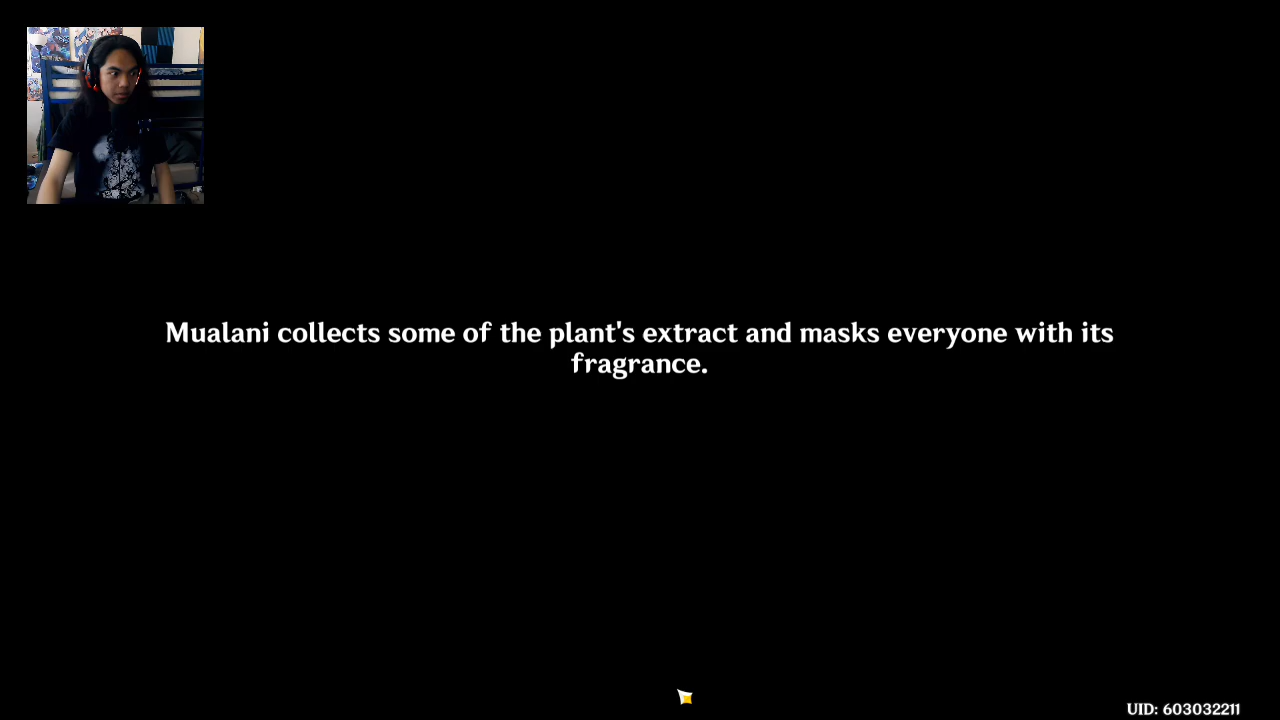 Mualani collects some of the plant's extract and masks everyone with its
fragrance.
UID: 603032211